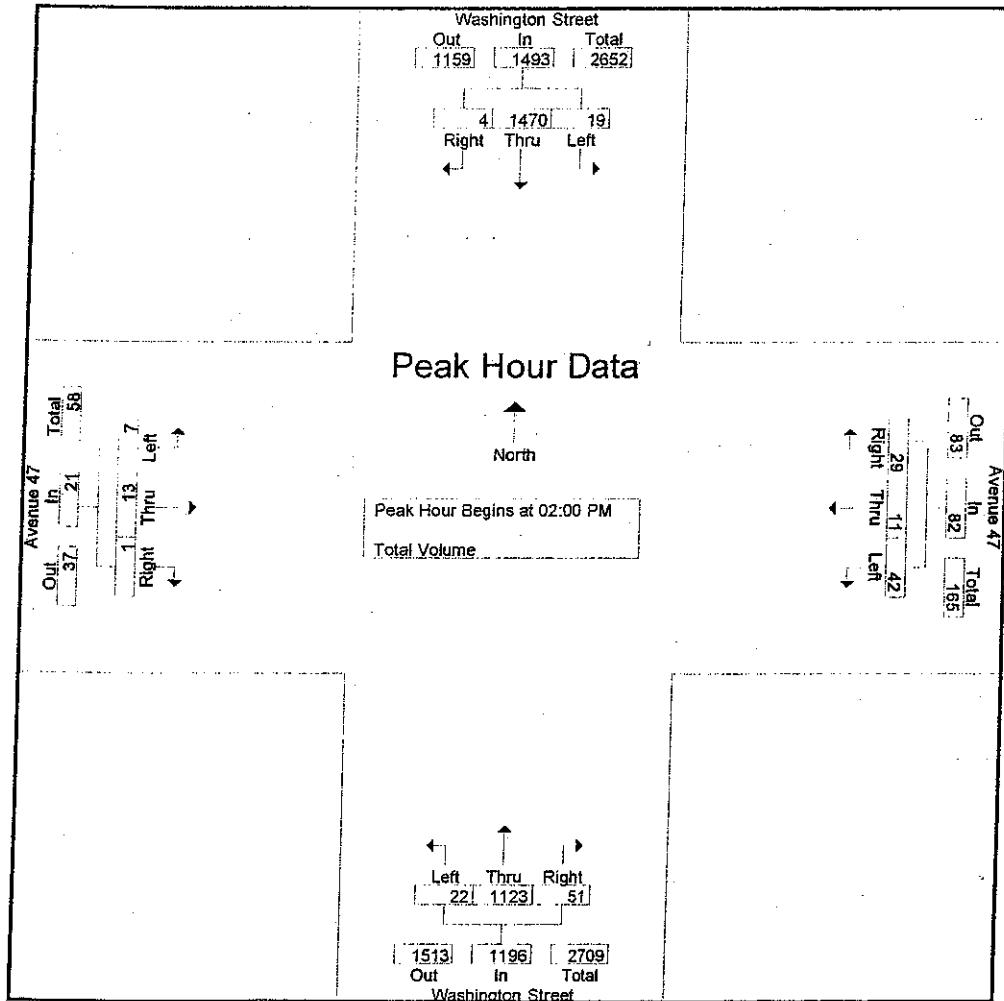 Washington Street
Out In Total
1159 1493 2652
4 1470 19
Right Thru Left
Peak Hour Data
North
Peak Hour Begins at 02:00 PM
Total Volume
Avenue 47
Out In Total
37 21 58
1 13 7
Right Thru Left
Avenue 47
Out In Total
83 82 165
29 11 42
Right Thru Left
Left Thru Right
22 1123 51
1513 1196 2709
Out In Total
Washington Street